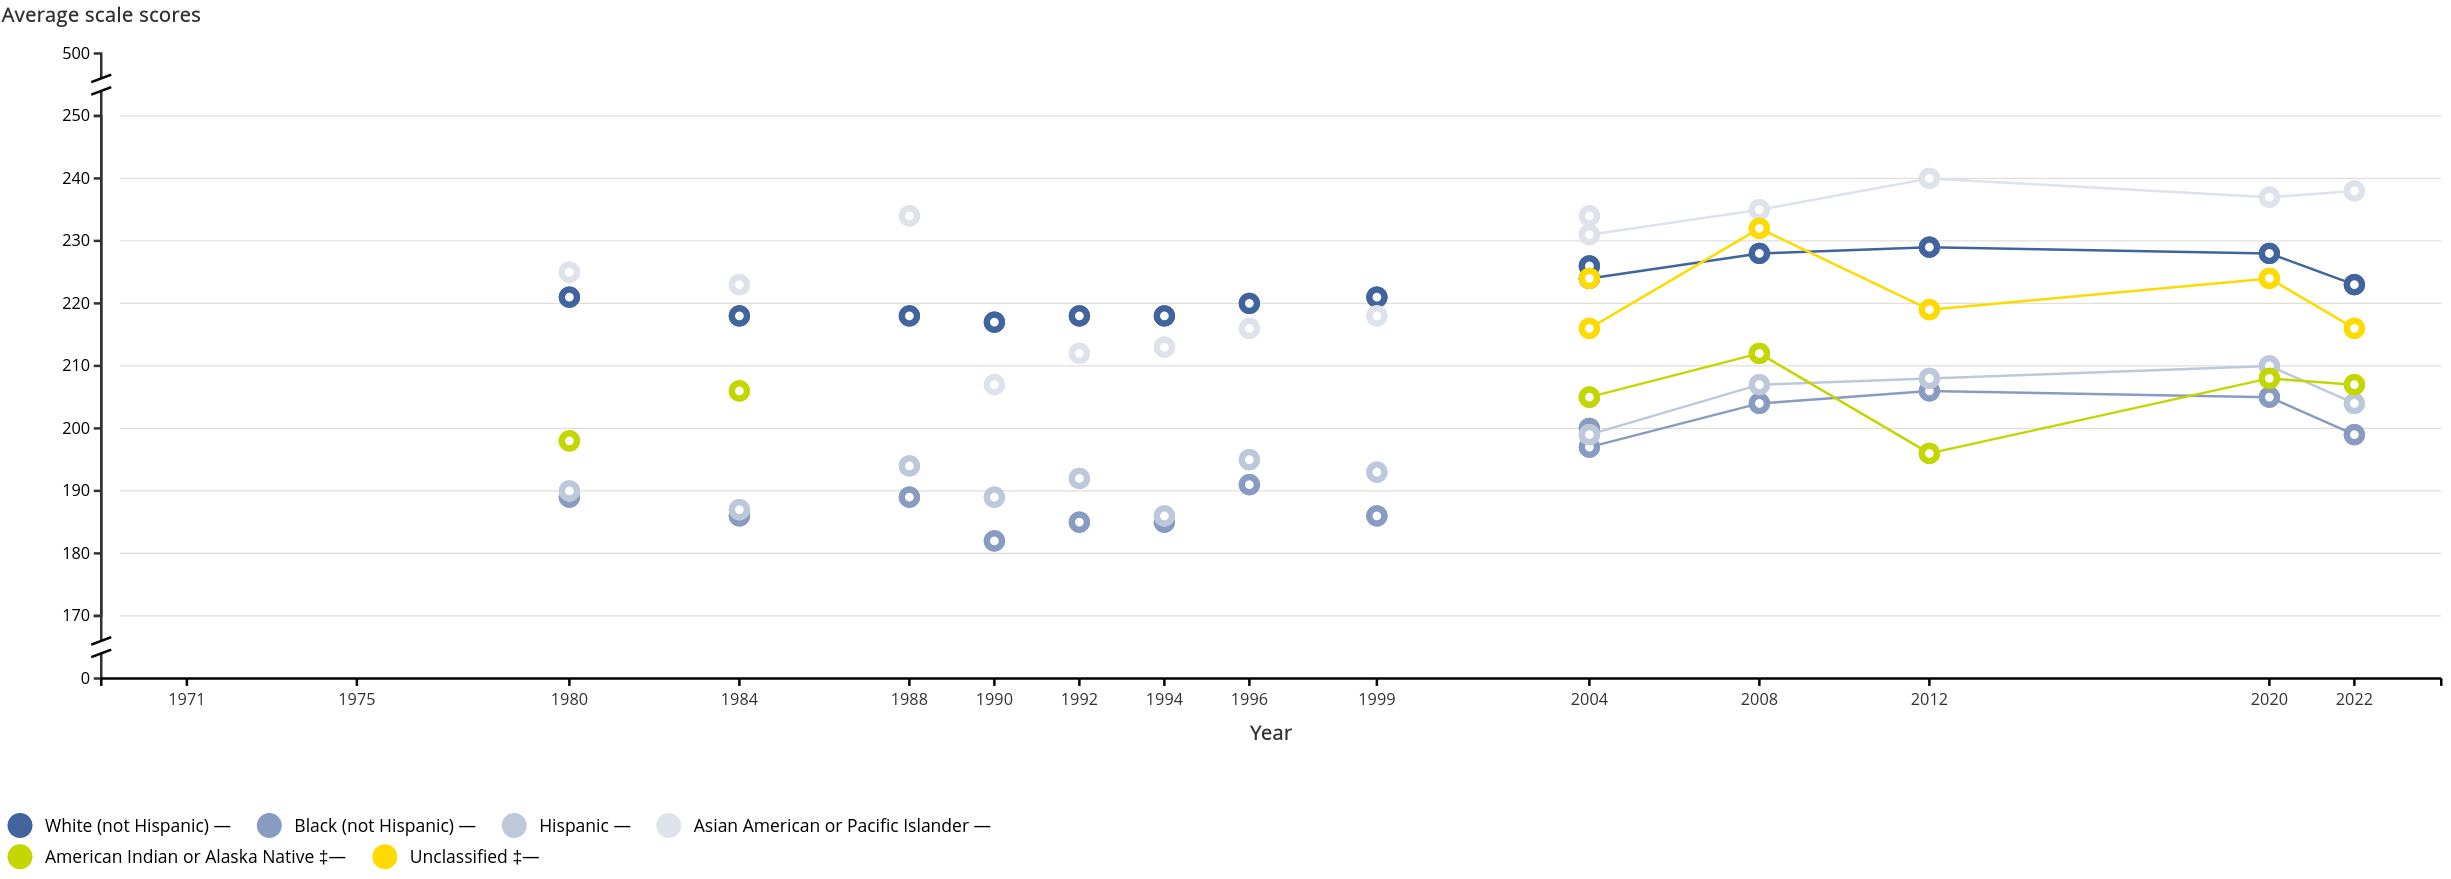 Average scale scores
500
250
240
230
220
210
200
190
180
170
0
1971 1975 1980 1984 1988 1990 1992 1994 1996 1999 2004 2008 2012 2020 2022
Year
White (not Hispanic) — Black (not Hispanic) — Hispanic — Asian American or Pacific Islander —
American Indian or Alaska Native ‡— Unclassified ‡—